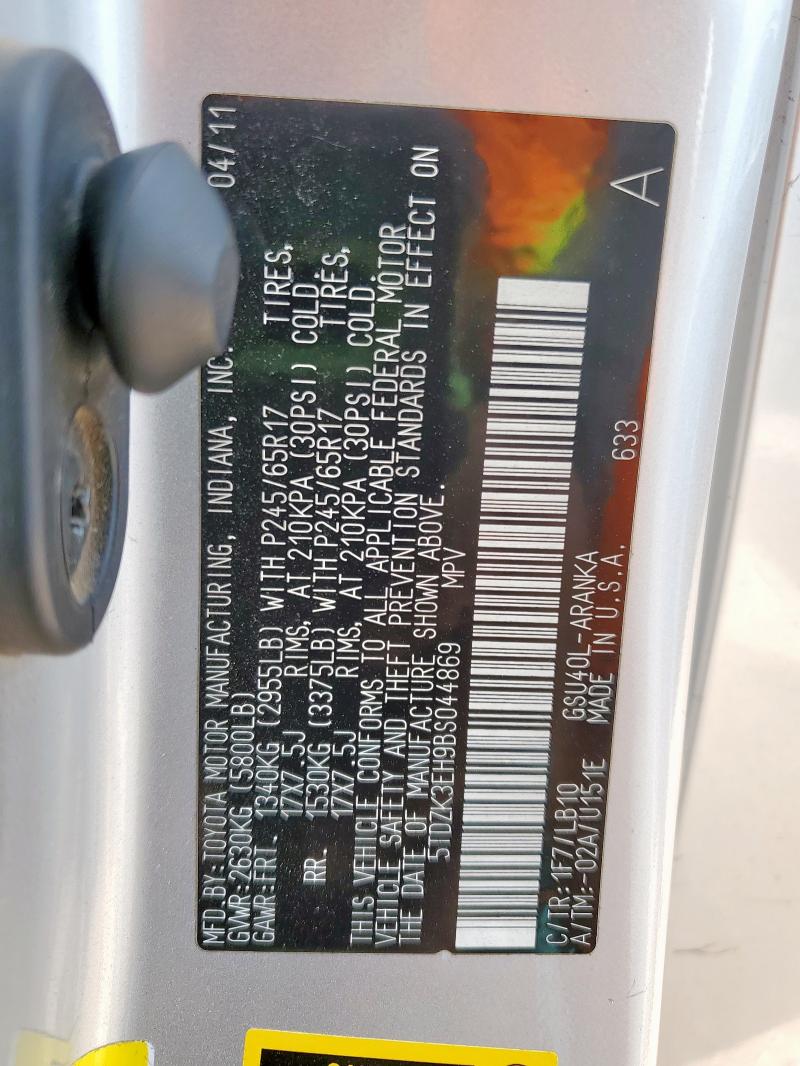 MFD.BY:TOYOTA MOTOR MANUFACTURING, INDIANA, INC. 04/11
GVWR:2630KG (5800LB)
GAWR:FRT. 1340KG (2955LB) WITH P245/65R17 TIRES,
17X7.5J RIMS, AT 210KPA (30PSI) COLD
RR. 1530KG (3375LB) WITH P245/65R17 TIRES,
17X7.5J RIMS, AT 210KPA (30PSI) COLD
THIS VEHICLE CONFORMS TO ALL APPLICABLE FEDERAL MOTOR
VEHICLE SAFETY AND THEFT PREVENTION STANDARDS IN EFFECT ON
THE DATE OF MANUFACTURE SHOWN ABOVE.
5TDZK3EH9BS044869 MPV
C/TR:1F7/LB10 GSU40L-ARANKA
A/TM:-02A/U151E MADE IN U.S.A. 633 A